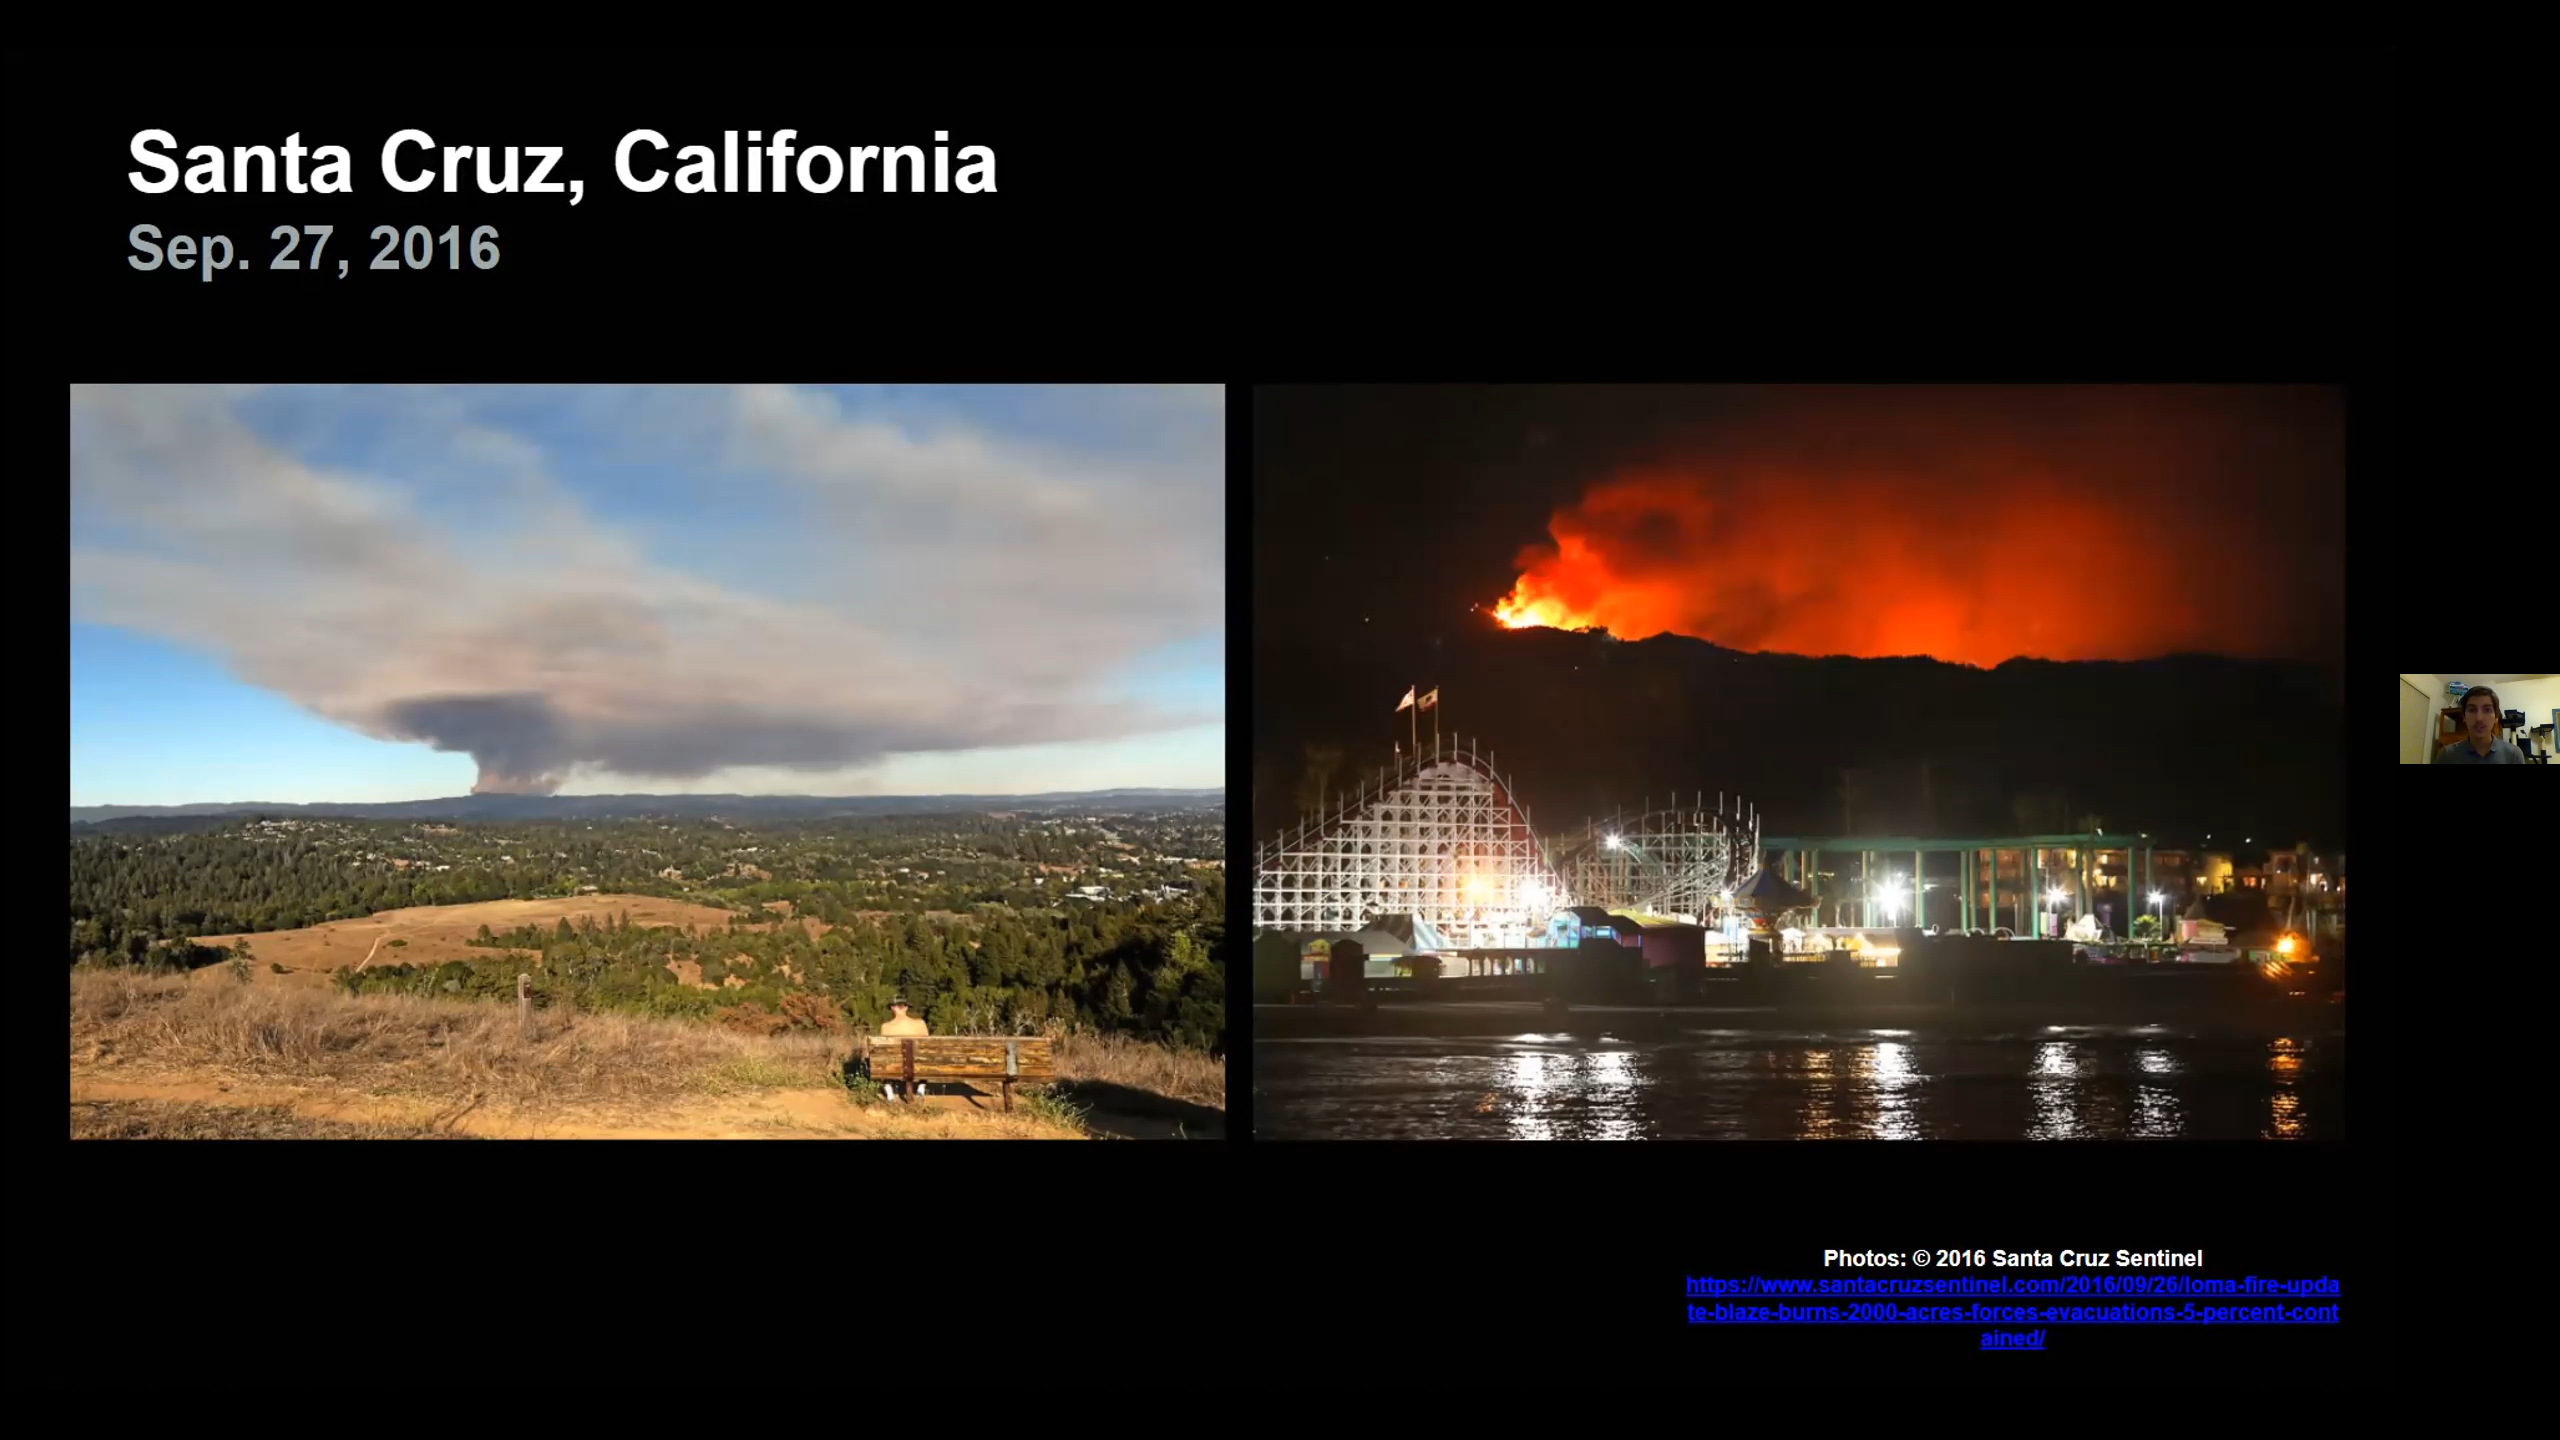 Santa Cruz, California
Sep. 27, 2016
Photos: © 2016 Santa Cruz Sentinel
https://www.santacruzsentinel.com/2016/09/26/loma-fire-upda
te-blaze-burns-2000-acres-forces-evacuations-5-percent-cont
ained/